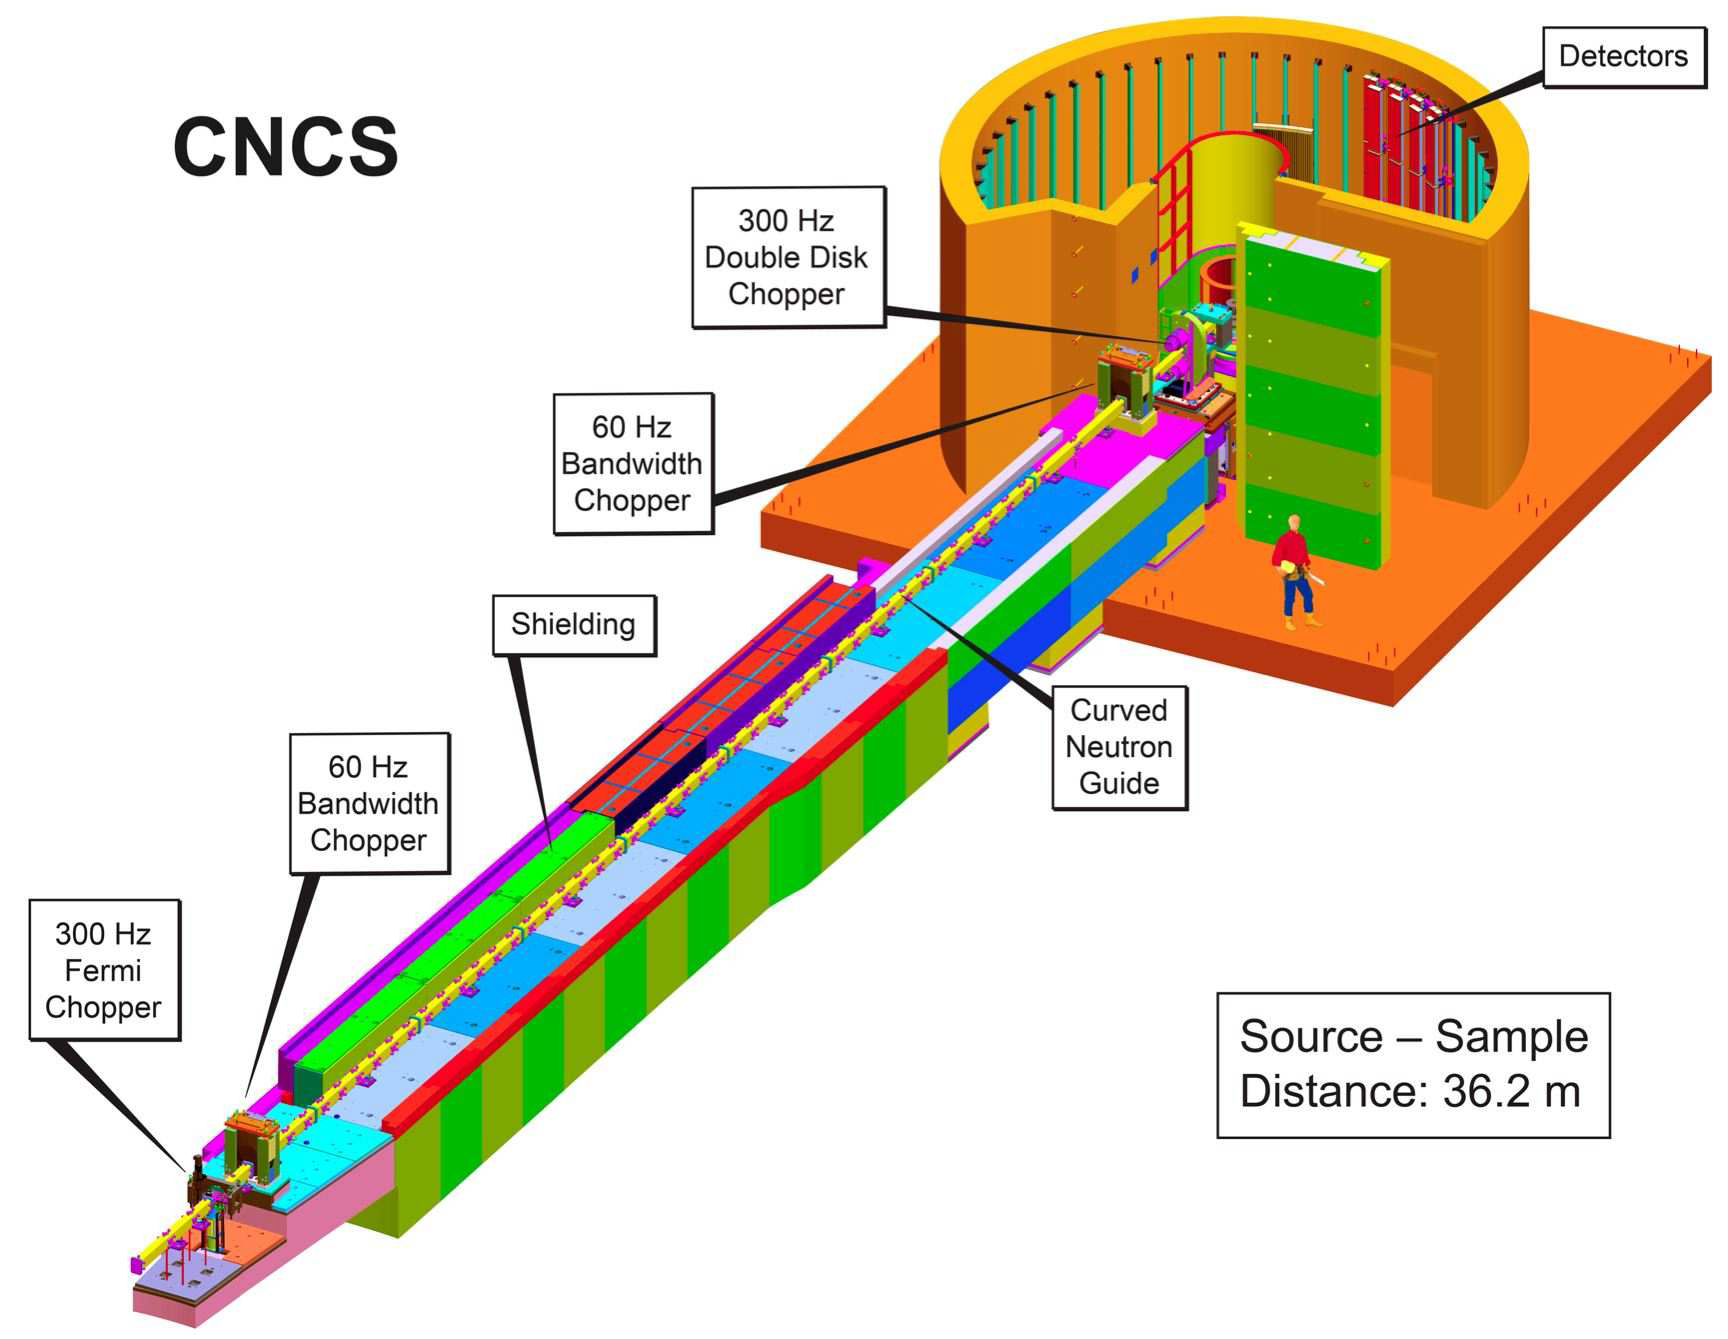 CNCS
Detectors
300 Hz
Double Disk
Chopper
60 Hz
Bandwidth
Chopper
Shielding
Curved
Neutron
Guide
60 Hz
Bandwidth
Chopper
300 Hz
Fermi
Chopper
Source – Sample
Distance: 36.2 m